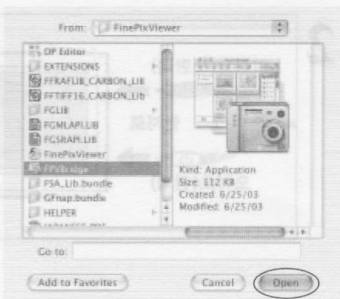 From: FinePixViewer
DP Editor
EXTENSIONS
FFRAFLIB_CARBON_LIB
FFTIFF16_CARBON_Lib
FGLIB
FGMLAPI.LIB
FGSRAPI.LIB
FinePixViewer
FPVBridge
FSA_Lib.bundle
GFnap.bundle
HELPER
Kind: Application
Size: 112 KB
Created: 6/25/03
Modified: 6/25/03
Go to:
Add to Favorites
Cancel
Open